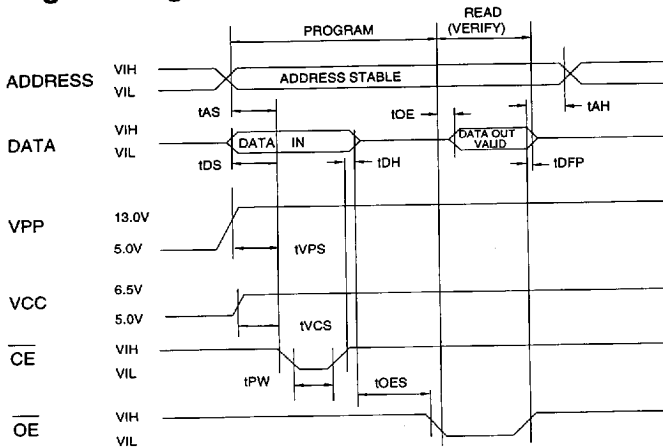 READ
PROGRAM (VERIFY)
ADDRESS VIH VIL ADDRESS STABLE
tAS tOE tAH
DATA VIH VIL DATA IN DATA OUT VALID
tDS tDH tDFP
VPP 13.0V 5.0V
tVPS
VCC 6.5V 5.0V
tVCS
CE VIH VIL
tPW tOES
OE VIH VIL